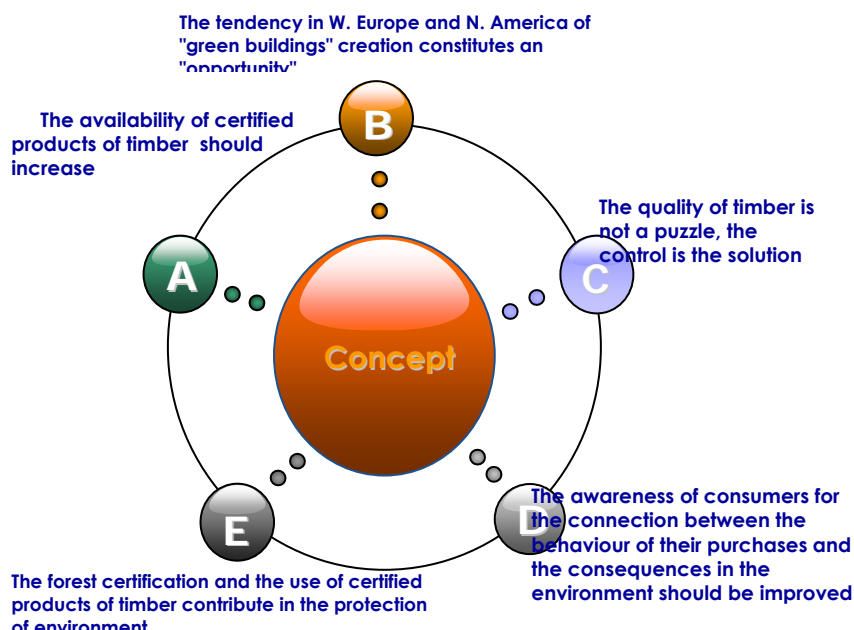 The tendency in W. Europe and N. America of
"green buildings" creation constitutes an
"opportunity"
B
The availability of certified
products of timber should
increase
A
The quality of timber is
not a puzzle, the
control is the solution
C
Concept
The awareness of consumers for
the connection between the
behaviour of their purchases and
the consequences in the
environment should be improved
D
E
The forest certification and the use of certified
products of timber contribute in the protection
of environment